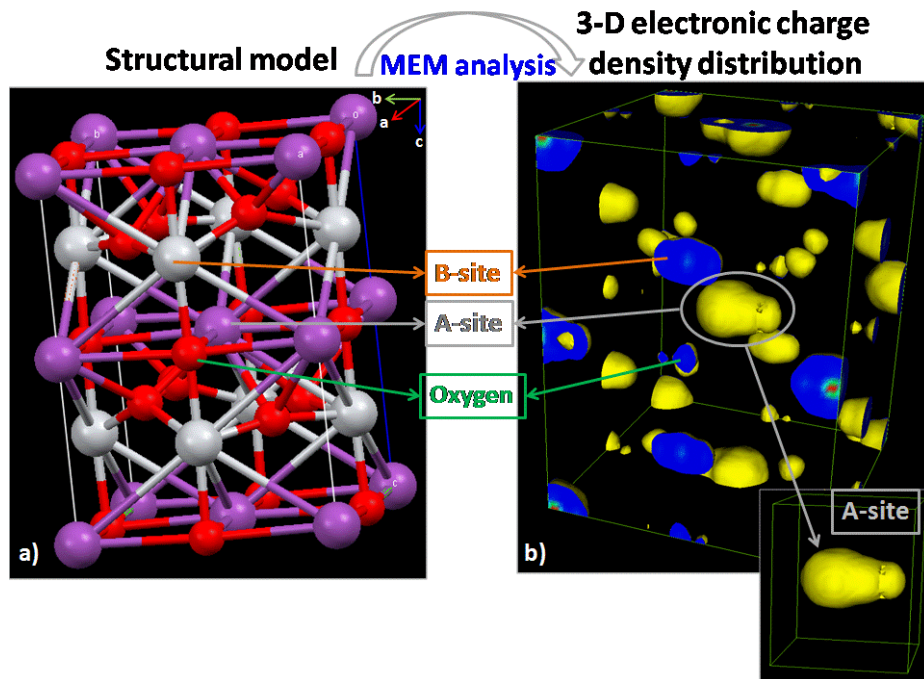 Structural model
MEM analysis
3-D electronic charge
density distribution
b
a
c
b
o
a
B-site
A-site
Oxygen
c
a)
b)
A-site